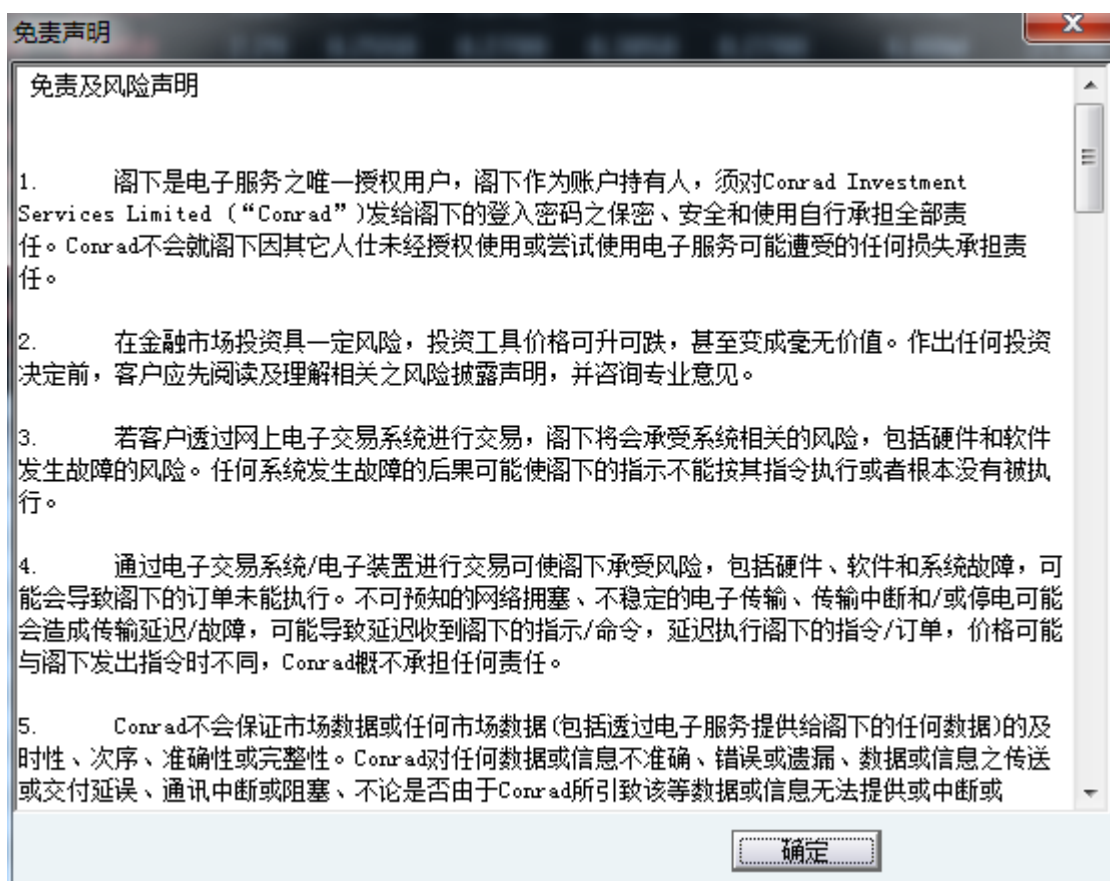 免责声明
免责及风险声明
1. 阁下是电子服务之唯一授权用户，阁下作为账户持有人，须对Conrad Investment
Services Limited (“Conrad”)发给阁下的登入密码之保密、安全和使用自行承担全部责
任。Conrad不会就阁下因其它人仕未经授权使用或尝试使用电子服务可能遭受的任何损失承担责
任。
2. 在金融市场投资具一定风险，投资工具价格可升可跌，甚至变成毫无价值。作出任何投资
决定前，客户应先阅读及理解相关之风险披露声明，并咨询专业意见。
3. 若客户透过网上电子交易系统进行交易，阁下将会承受系统相关的风险，包括硬件和软件
发生故障的风险。任何系统发生故障的后果可能使阁下的指示不能按其指令执行或者根本没有被执
行。
4. 通过电子交易系统/电子装置进行交易可使阁下承受风险，包括硬件、软件和系统故障，可
能会导致阁下的订单未能执行。不可预知的网络拥塞、不稳定的电子传输、传输中断和/或停电可能
会造成传输延迟/故障，可能导致延迟收到阁下的指示/命令，延迟执行阁下的指令/订单，价格可能
与阁下发出指令时不同，Conrad概不承担任何责任。
5. Conrad不会保证市场数据或任何市场数据(包括透过电子服务提供给阁下的任何数据)的及
时性、次序、准确性或完整性。Conrad对任何数据或信息不准确、错误或遗漏、数据或信息之传送
或交付延误、通讯中断或阻塞、不论是否由于Conrad所引致该等数据或信息无法提供或中断或
确定